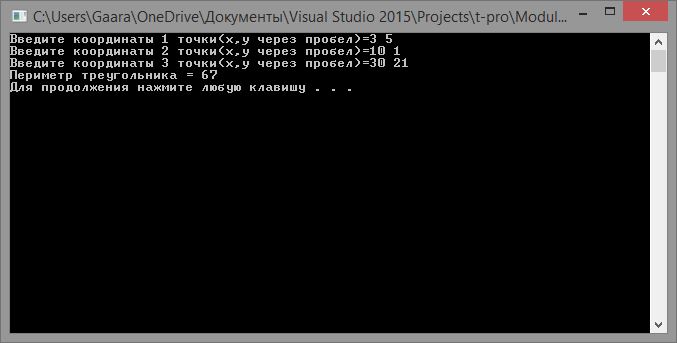 C:\Users\Gaara\OneDrive\Документы\Visual Studio 2015\Projects\t-pro\Modul...
Введите координаты 1 точки(x,y через пробел)=3 5
Введите координаты 2 точки(x,y через пробел)=10 1
Введите координаты 3 точки(x,y через пробел)=30 21
Периметр треугольника = 67
Для продолжения нажмите любую клавишу . . .